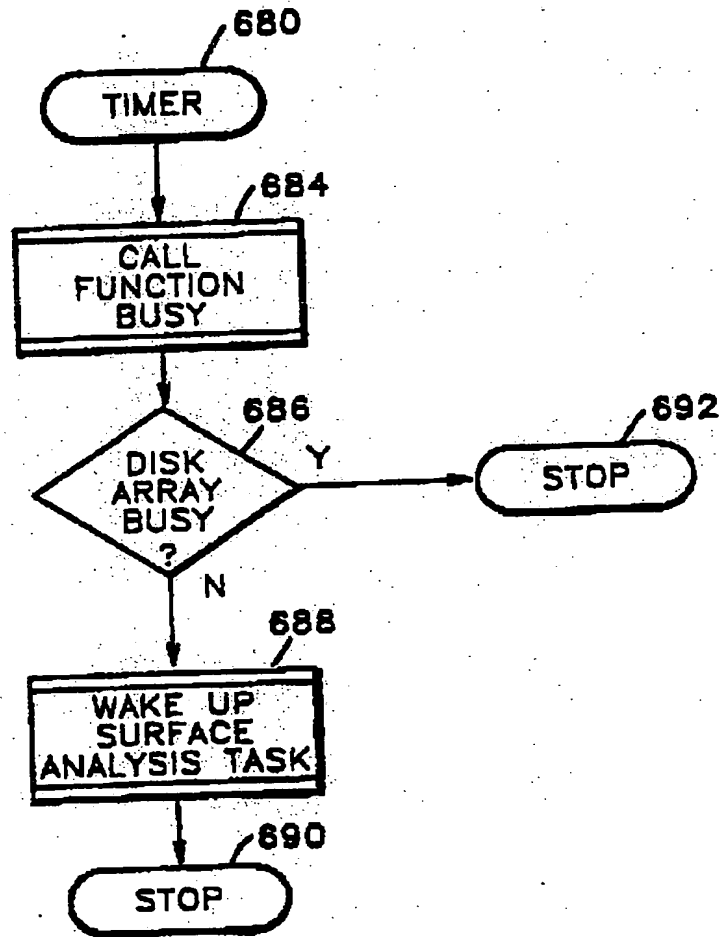 680
TIMER
684
CALL
FUNCTION
BUSY
686
692
DISK
ARRAY
BUSY
?
Y
STOP
N
688
WAKE UP
SURFACE
ANALYSIS TASK
690
STOP